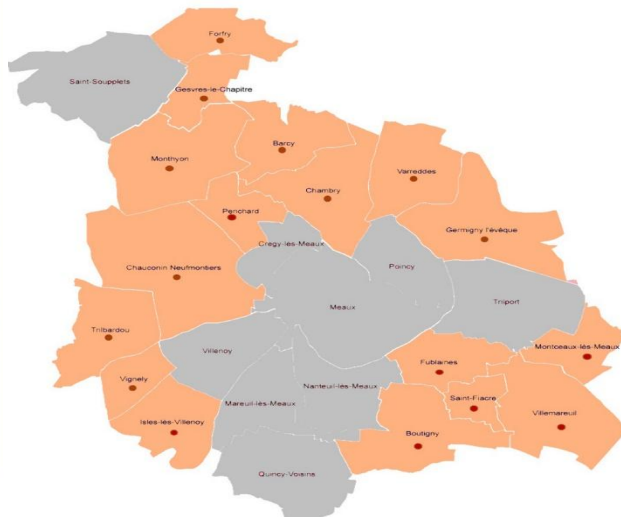 Forfry
Saint-Soupplets
Gesvres-le-Chapitre
Barcy
Monthyon
Varreddes
Chambry
Penchard
Germigny l'évêque
Crégy-lès-Meaux
Poincy
Chauconin Neufmontiers
Trilport
Meaux
Trilbardou
Montceaux-lès-Meaux
Villenoy
Fublaines
Vignely
Nanteuil-lès-Meaux
Saint-Fiacre
Mareuil-lès-Meaux
Villemareuil
Isles-lès-Villenoy
Boutigny
Quincy-Voisins